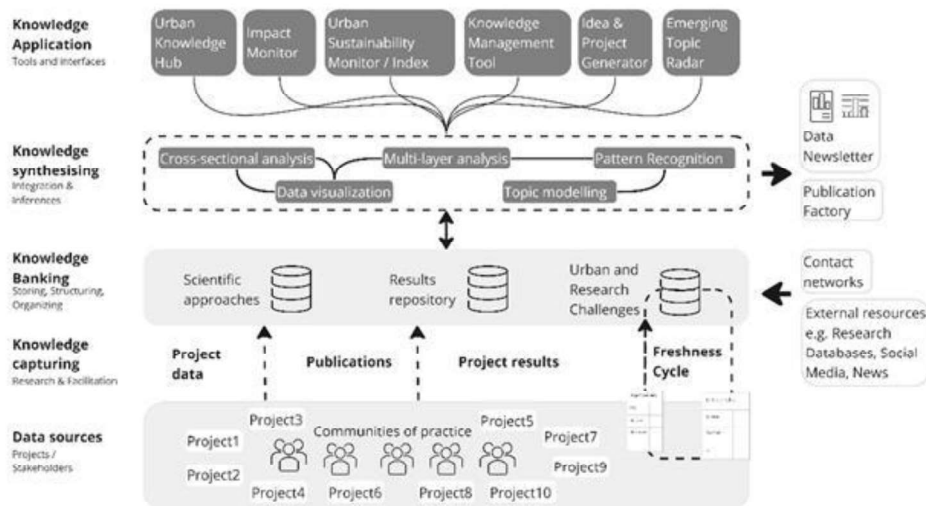 Knowledge
Application
Tools and Interfaces
Urban
Knowledge
Hub
Impact
Monitor
Urban
Sustainability
Monitor / Index
Knowledge
Management
Tool
Idea &
Project
Generator
Emerging
Topic
Radar
Knowledge
synthesising
Integration &
Inferences
Cross-sectional analysis
Multi-layer analysis
Pattern Recognition
Data visualization
Topic modelling
Data
Newsletter
Publication
Factory
Knowledge
Banking
Storing, Structuring,
Organizing
Scientific
approaches
Results
repository
Urban and
Research
Challenges
Contact
networks
External resources
e.g. Research
Databases, Social
Media, News
Knowledge
capturing
Research & Facilitation
Project
data
Publications
Project results
Freshness
Cycle
Data sources
Projects /
Stakeholders
Communities of practice
Project1
Project2
Project3
Project4
Project5
Project6
Project7
Project8
Project9
Project10